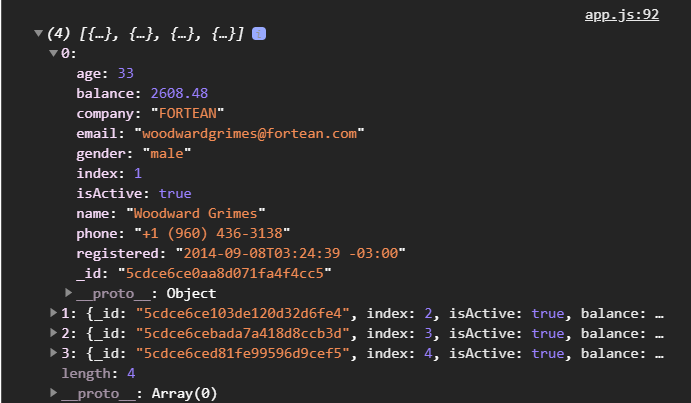 app.js:92
(4) [{…}, {…}, {…}, {…}] i
0:
age: 33
balance: 2608.48
company: "FORTEAN"
email: "woodwardgrimes@fortean.com"
gender: "male"
index: 1
isActive: true
name: "Woodward Grimes"
phone: "+1 (960) 436-3138"
registered: "2014-09-08T03:24:39 -03:00"
_id: "5cdce6ce0aa8d071fa4f4cc5"
__proto__: Object
1: {_id: "5cdce6ce103de120d32d6fe4", index: 2, isActive: true, balance: …
2: {_id: "5cdce6cebada7a418d8ccb3d", index: 3, isActive: true, balance: …
3: {_id: "5cdce6ced81fe99596d9cef5", index: 4, isActive: true, balance: …
length: 4
__proto__: Array(0)